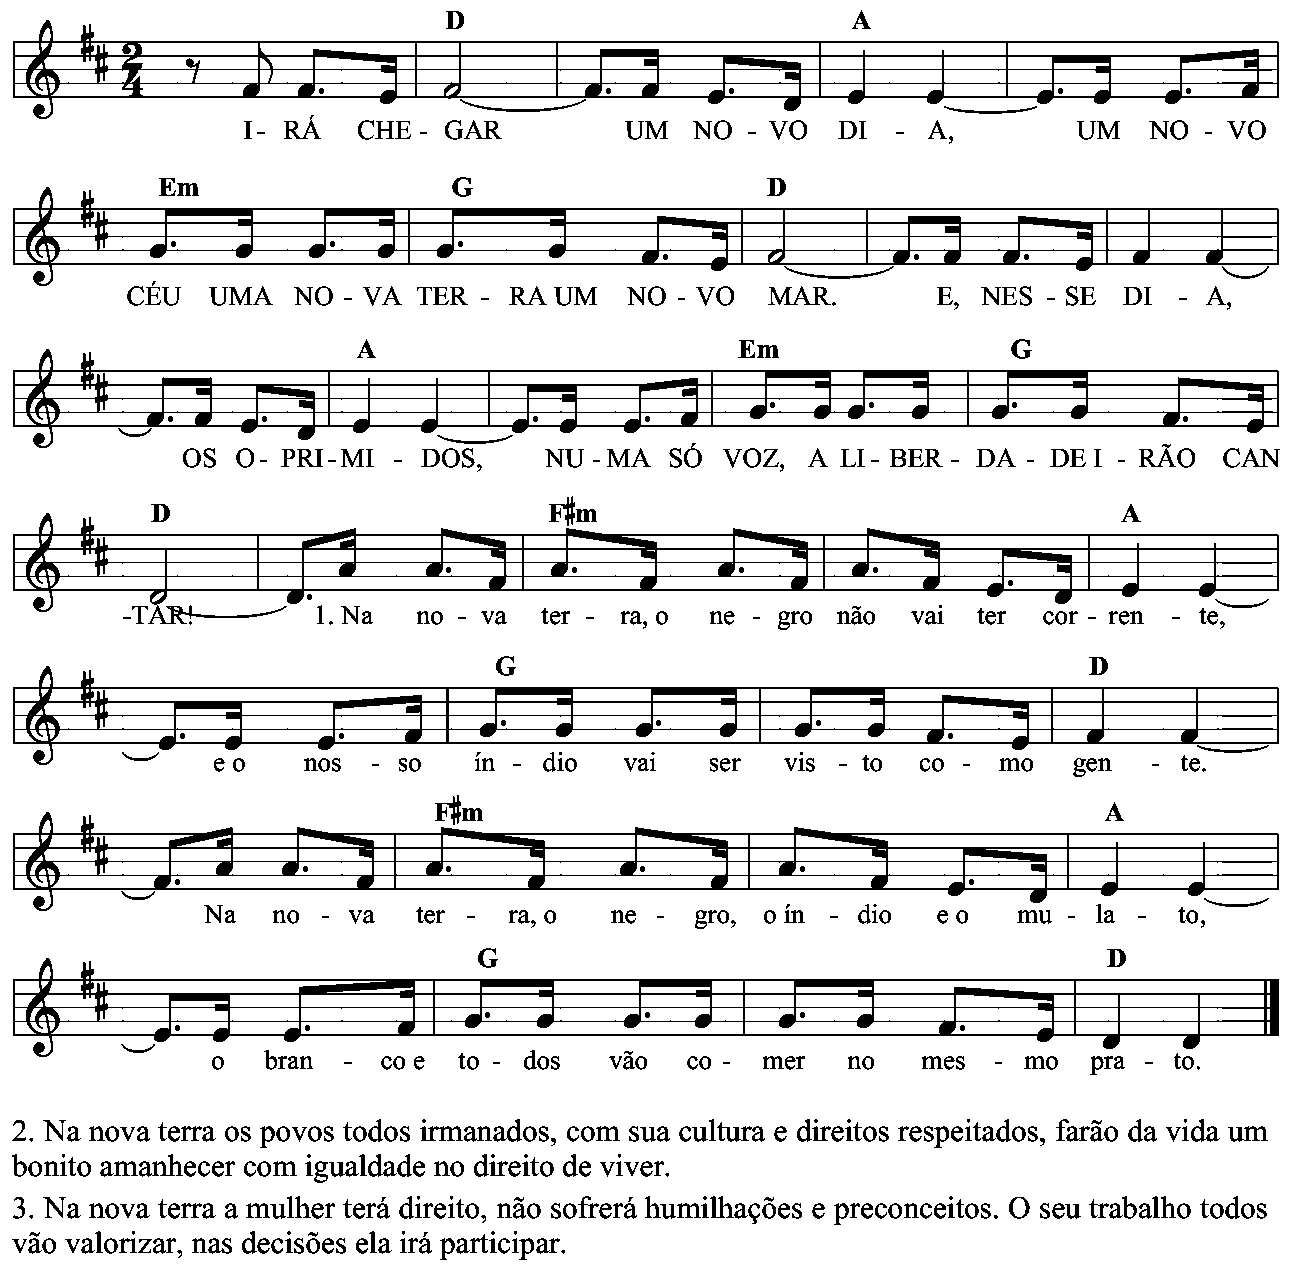 D A
I - RÁ CHE - GAR UM NO - VO DI - A, UM NO - VO
Em G D
CÉU UMA NO - VA TER - RA UM NO - VO MAR. E, NES - SE DI - A,
A Em G
OS O - PRI - MI - DOS, NU - MA SÓ VOZ, A LI - BER - DA - DE I - RÃO CAN
D F#m A
-TAR! 1. Na no - va ter - ra, o ne - gro não vai ter cor - ren - te,
G D
e o nos - so ín - dio vai ser vis - to co - mo gen - te.
F#m A
Na no - va ter - ra, o ne - gro, o ín - dio e o mu - la - to,
G D
o bran - co e to - dos vão co - mer no mes - mo pra - to.
2. Na nova terra os povos todos irmanados, com sua cultura e direitos respeitados, farão da vida um
bonito amanhecer com igualdade no direito de viver.
3. Na nova terra a mulher terá direito, não sofrerá humilhações e preconceitos. O seu trabalho todos
vão valorizar, nas decisões ela irá participar.